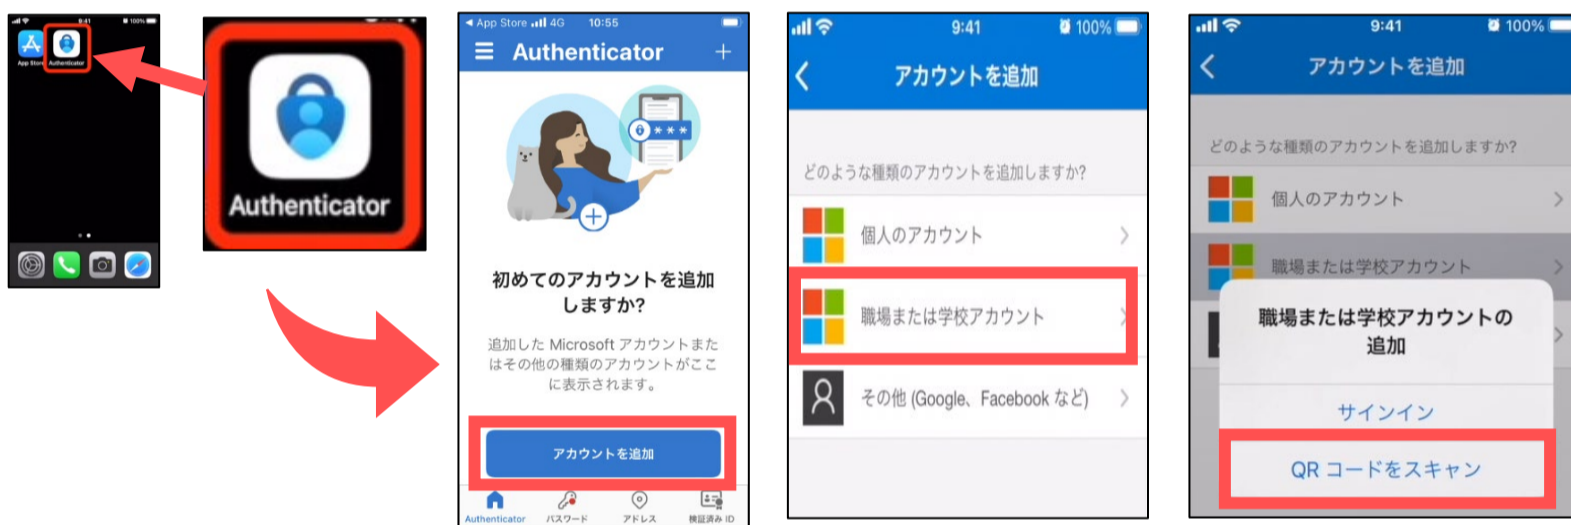 9:41
100%
App Store
Authenticator
Authenticator
App Store
4G
10:55
Authenticator
初めてのアカウントを追加
しますか?
追加した Microsoft アカウントまた
はその他の種類のアカウントがここ
に表示されます。
アカウントを追加
Authenticator
パスワード
アドレス
検証済み ID
9:41
100%
アカウントを追加
どのような種類のアカウントを追加しますか?
個人のアカウント
職場または学校アカウント
その他 (Google、Facebook など)
9:41
100%
アカウントを追加
どのような種類のアカウントを追加しますか?
個人のアカウント
職場または学校アカウント
職場または学校アカウントの
追加
サインイン
QR コードをスキャン